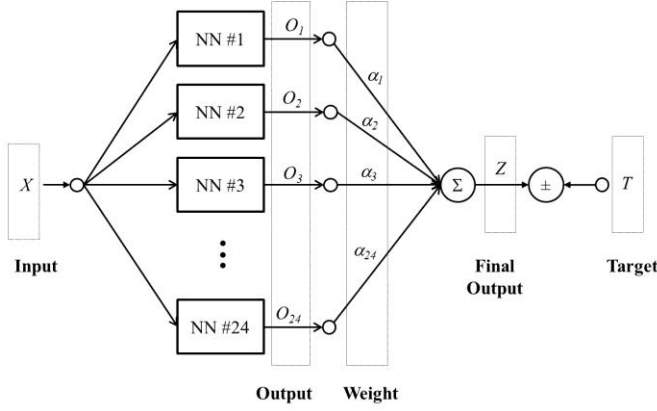 NN #1
O1
α1
NN #2
O2
α2
X
NN #3
O3
α3
Σ
Z
±
T
Input
α24
Final
Output
Target
NN #24
O24
Output
Weight